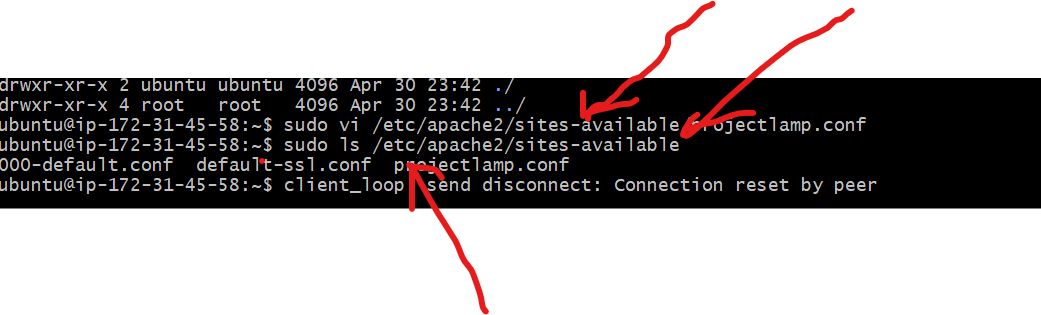 drwxr-xr-x 2 ubuntu ubuntu 4096 Apr 30 23:42 ./
drwxr-xr-x 4 root   root   4096 Apr 30 23:42 ../
ubuntu@ip-172-31-45-58:~$ sudo vi /etc/apache2/sites-available projectlamp.conf
ubuntu@ip-172-31-45-58:~$ sudo ls /etc/apache2/sites-available
000-default.conf  default-ssl.conf  projectlamp.conf
ubuntu@ip-172-31-45-58:~$ client_loop  send disconnect: Connection reset by peer